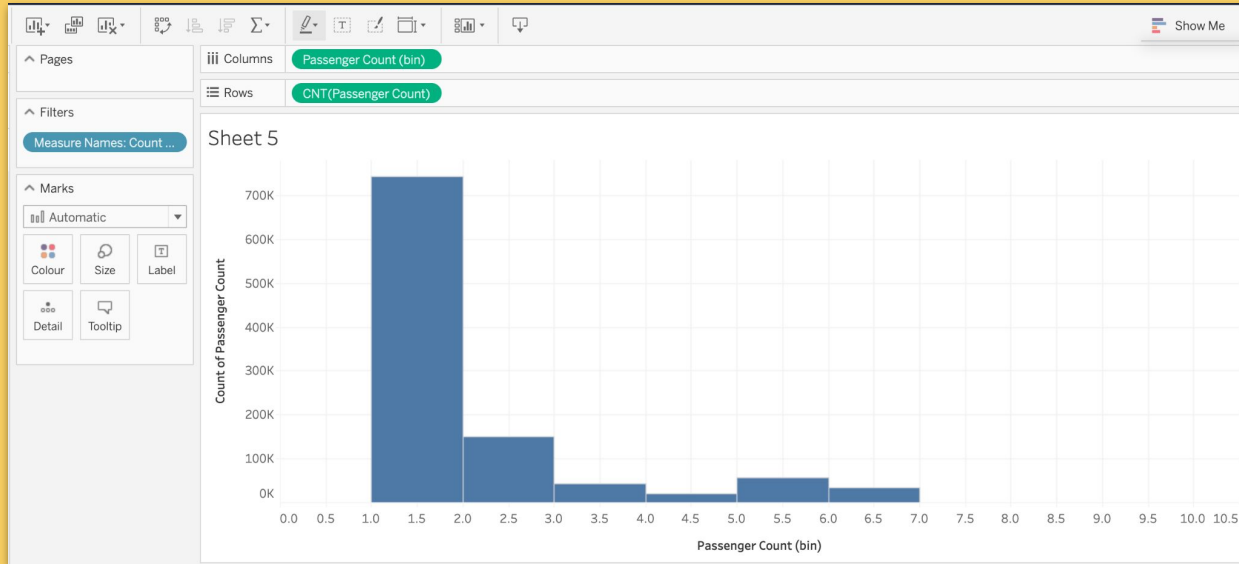 Show Me
Pages
iii Columns
Passenger Count (bin)
Rows
CNT(Passenger Count)
Filters
Measure Names: Count ...
Sheet 5
Marks
Automatic
Colour
Size
T
Label
Detail
Tooltip
Count of Passenger Count
700K
600K
500K
400K
300K
200K
100K
0K
0.0 0.5 1.0 1.5 2.0 2.5 3.0 3.5 4.0 4.5 5.0 5.5 6.0 6.5 7.0 7.5 8.0 8.5 9.0 9.5 10.0 10.5
Passenger Count (bin)